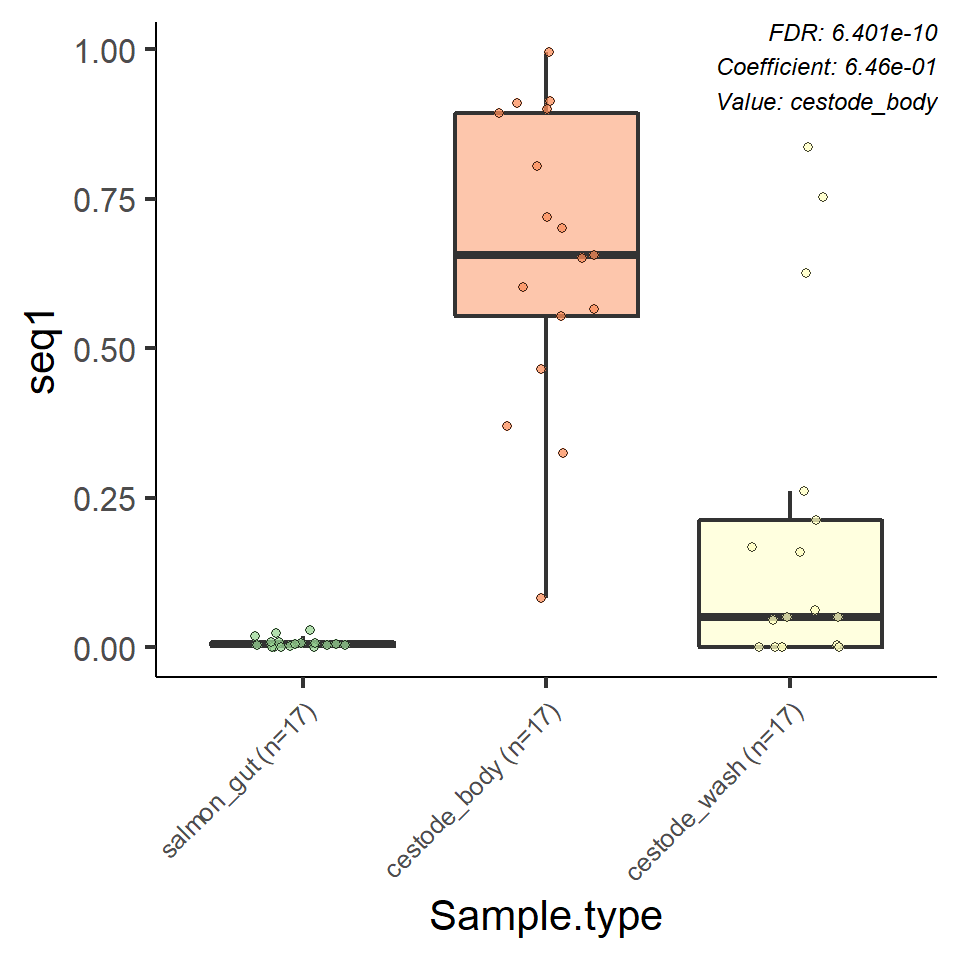 FDR: 6.401e-10
Coefficient: 6.46e-01
Value: cestode_body
1.00
0.75
0.50
0.25
0.00
seq1
salmon_gut (n=17)
cestode_body (n=17)
cestode_wash (n=17)
Sample.type